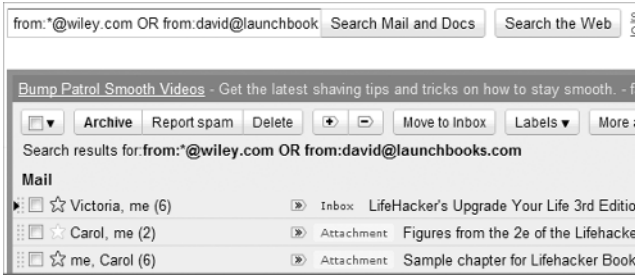 from:*@wiley.com OR from:david@launchbook Search Mail and Docs Search the Web
Bump Patrol Smooth Videos - Get the latest shaving tips and tricks on how to stay smooth. - f
Archive Report spam Delete Move to Inbox Labels ▾ More
Search results for:from:*@wiley.com OR from:david@launchbooks.com
Mail
Victoria, me (6) Inbox LifeHacker's Upgrade Your Life 3rd Editio
Carol, me (2) Attachment Figures from the 2e of the Lifehacke
me, Carol (6) Attachment Sample chapter for Lifehacker Book